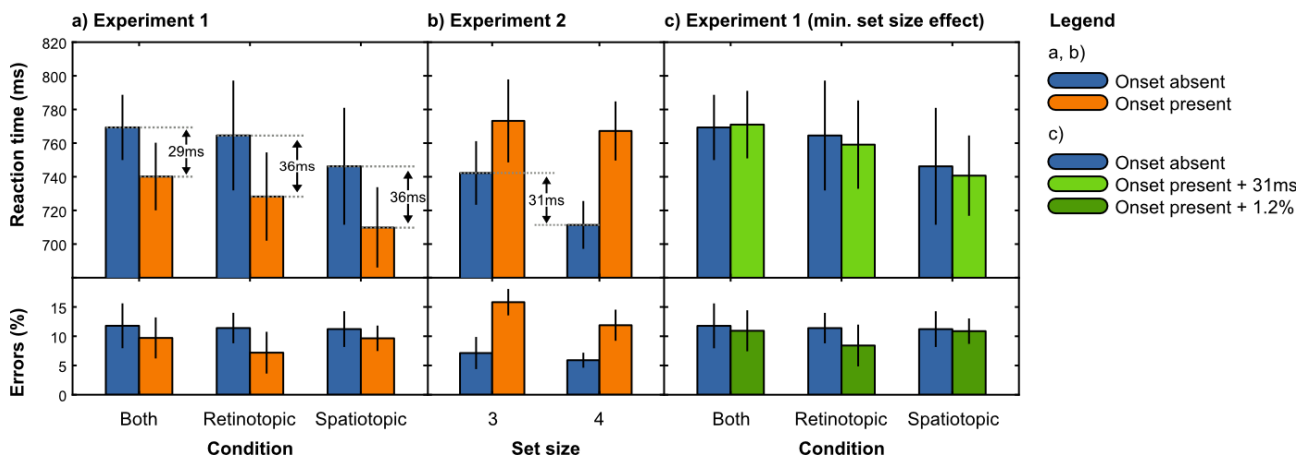 a) Experiment 1
b) Experiment 2
c) Experiment 1 (min. set size effect)
Legend
a, b)
Onset absent
Onset present
c)
Onset absent
Onset present + 31ms
Onset present + 1.2%
Reaction time (ms)
820
800
780
760
740
720
700
29ms
36ms
36ms
31ms
Errors (%)
15
10
5
0
Both Retinotopic Spatiotopic
3 4
Both Retinotopic Spatiotopic
Condition
Set size
Condition